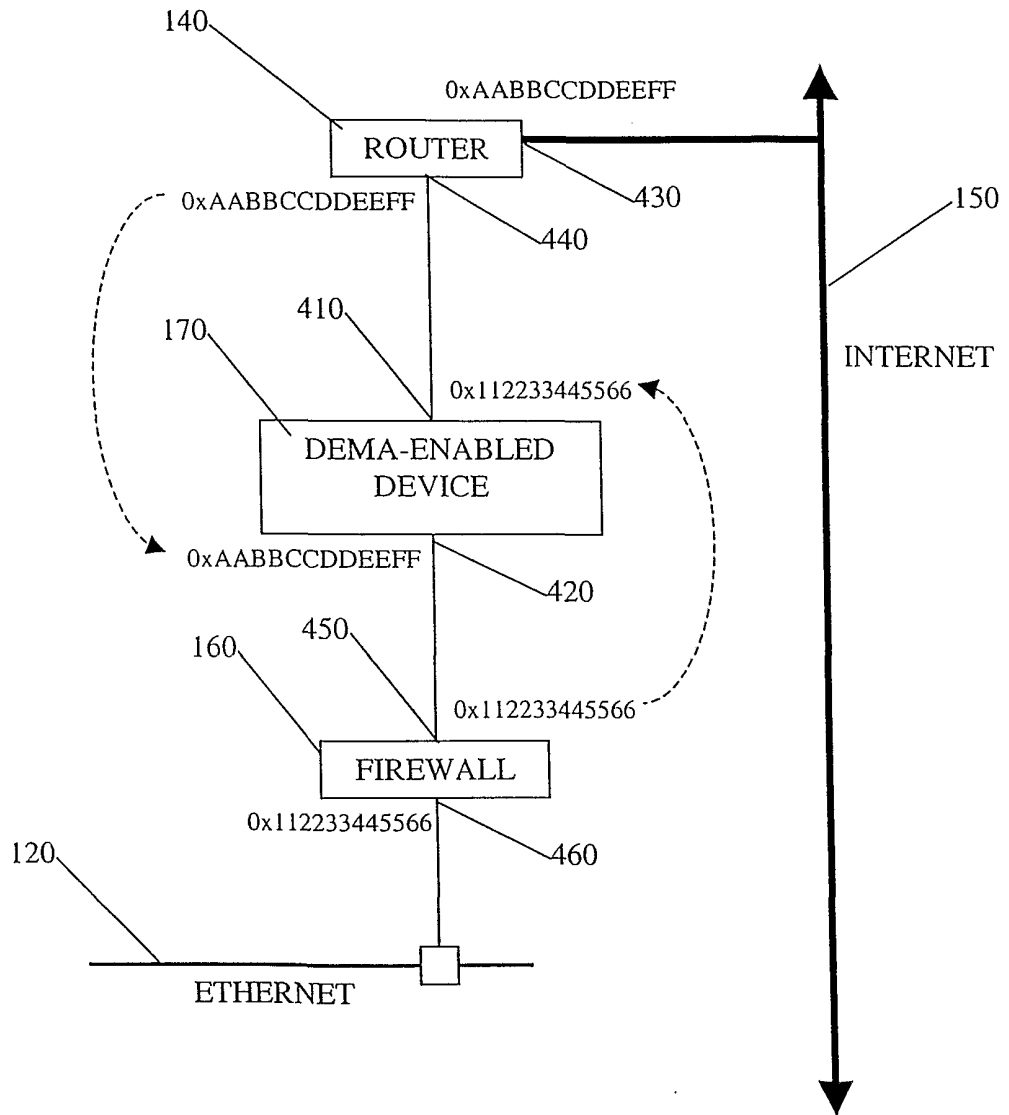 140
0xAABBCCDDEEFF
ROUTER
430
0xAABBCCDDEEFF
150
440
410
170
INTERNET
0x112233445566
DEMA-ENABLED
DEVICE
0xAABBCCDDEEFF
420
450
160
0x112233445566
FIREWALL
0x112233445566
460
120
ETHERNET